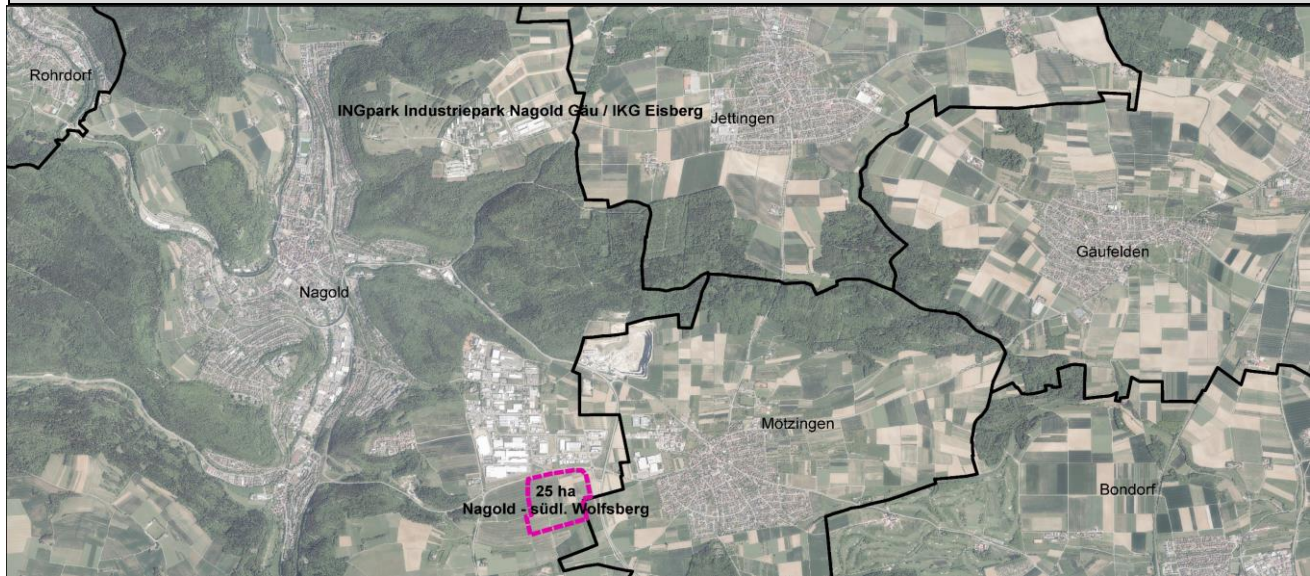 Rohrdorf
INGpark Industriepark Nagold Gäu / IKG Eisberg
Jettingen
Gäufelden
Nagold
Mötzingen
25 ha
Nagold - südl. Wolfsberg
Bondorf